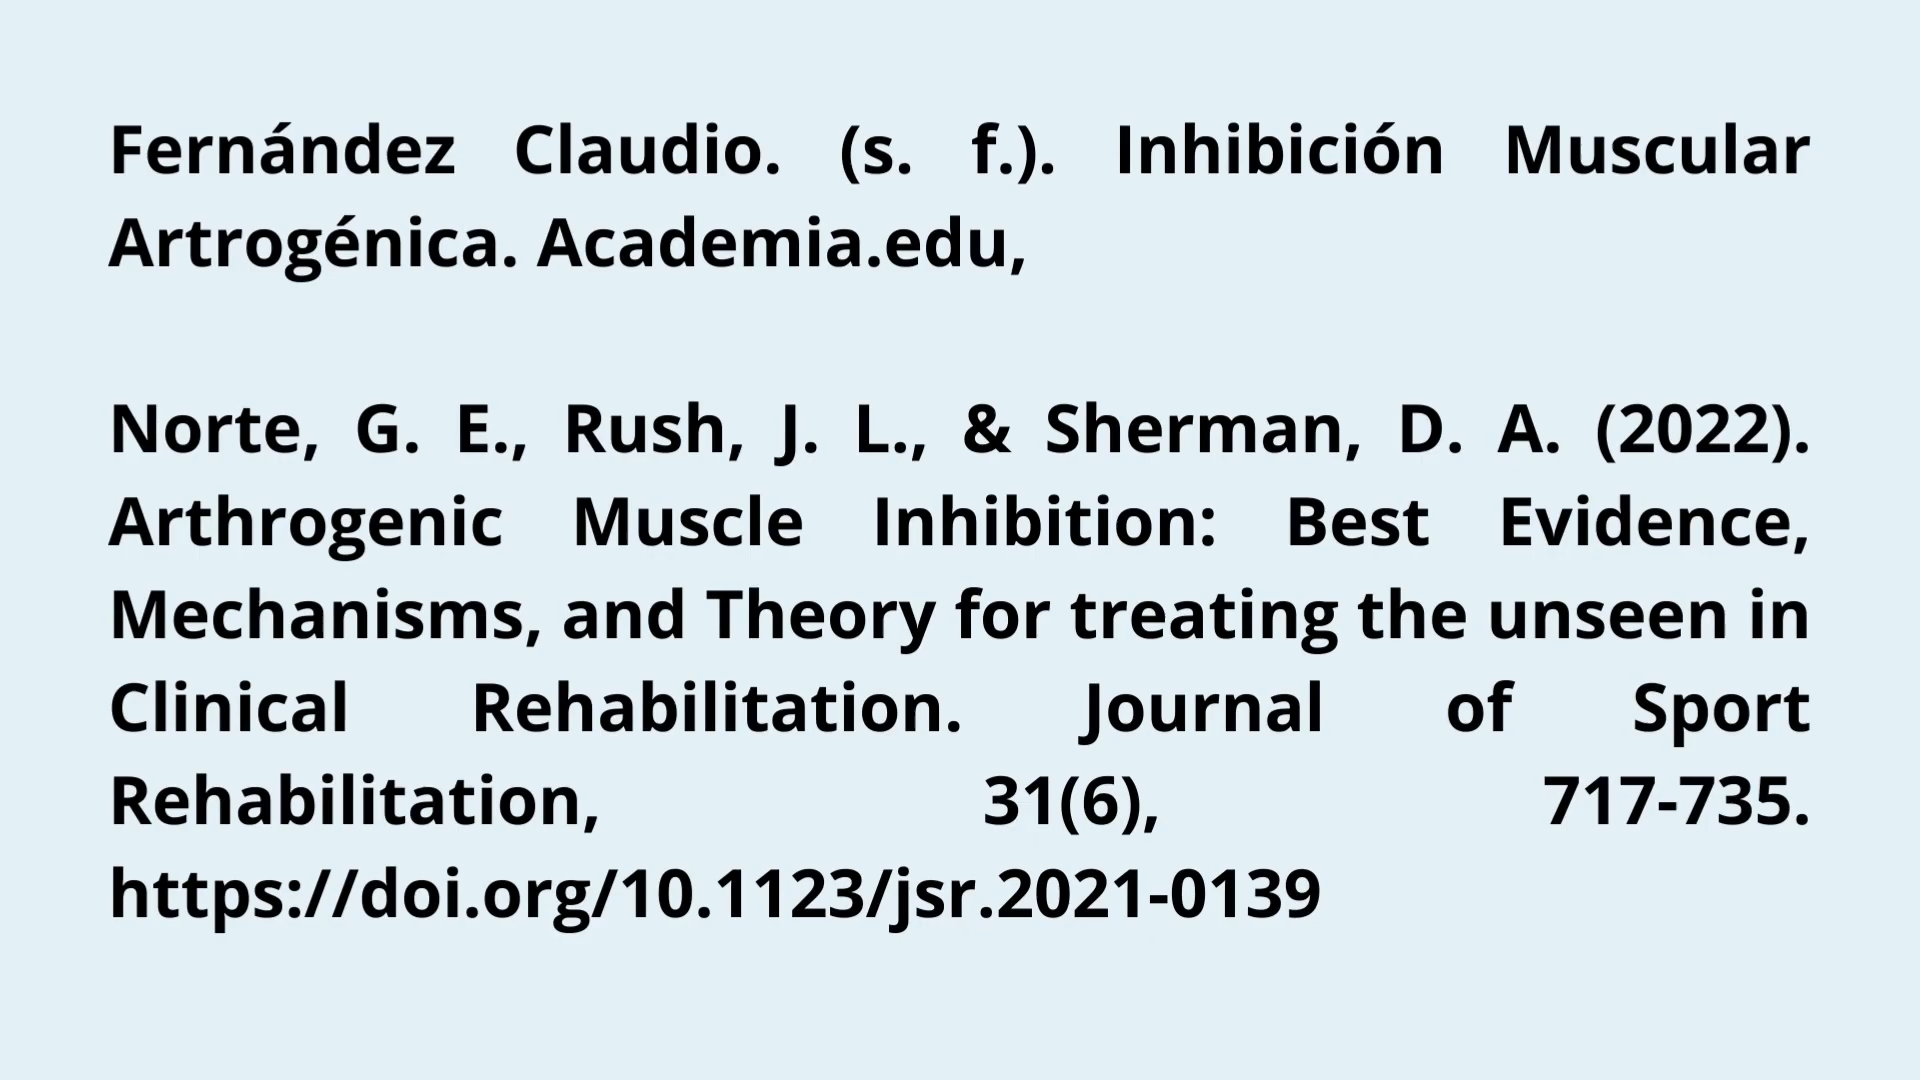 Fernández Claudio. (s. f.). Inhibición Muscular
Artrogénica. Academia.edu,
Norte, G. E., Rush, J. L., & Sherman, D. A. (2022).
Arthrogenic Muscle Inhibition: Best Evidence,
Mechanisms, and Theory for treating the unseen in
Clinical Rehabilitation. Journal of Sport
Rehabilitation, 31(6), 717-735.
https://doi.org/10.1123/jsr.2021-0139